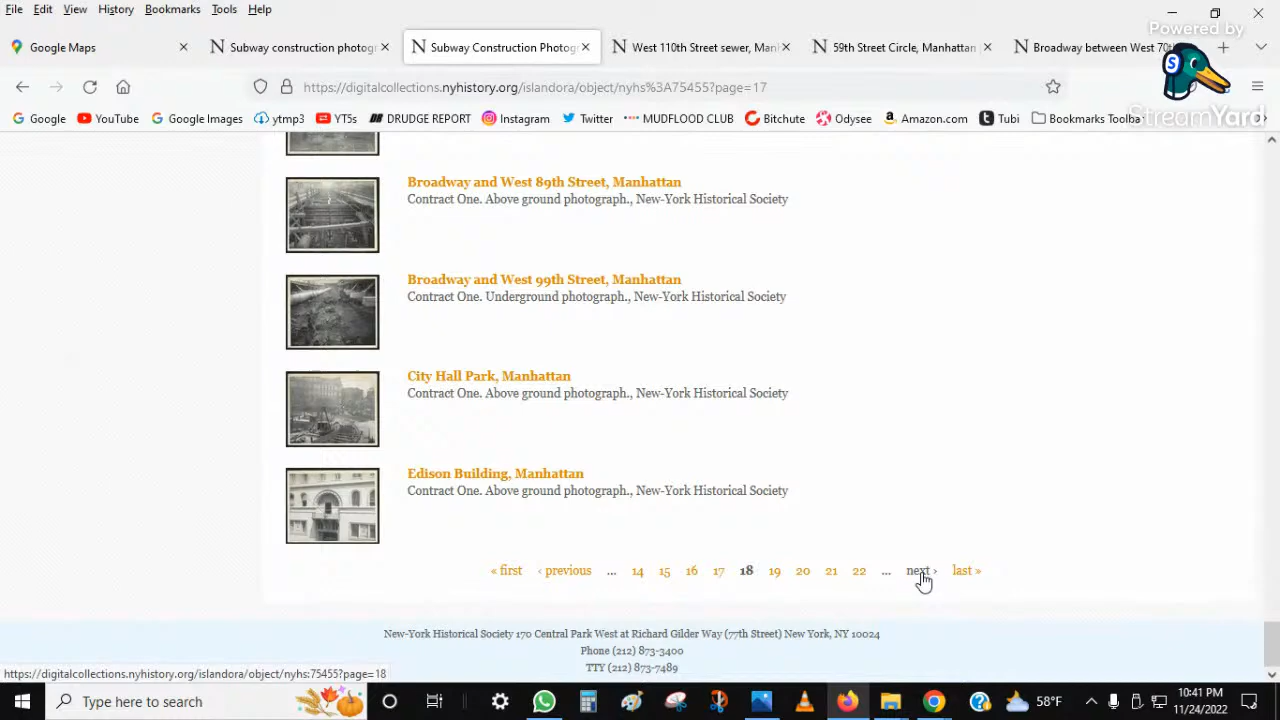 File Edit View History Bookmarks Tools Help
Powered by
Google Maps
Subway construction photog
Subway Construction Photog
West 110th Street sewer, Man
59th Street Circle, Manhattan
Broadway between West 70th
https://digitalcollections.nyhistory.org/islandora/object/nyhs%3A75455?page=17
StreamYard
Google YouTube Google Images ytmp3 YT5s DRUDGE REPORT Instagram Twitter MUDFLOOD CLUB Bitchute Odysee Amazon.com Tubi Bookmarks Toolba
Broadway and West 89th Street, Manhattan
Contract One. Above ground photograph., New-York Historical Society
Broadway and West 99th Street, Manhattan
Contract One. Underground photograph., New-York Historical Society
City Hall Park, Manhattan
Contract One. Above ground photograph., New-York Historical Society
Edison Building, Manhattan
Contract One. Above ground photograph., New-York Historical Society
« first ‹ previous ... 14 15 16 17 18 19 20 21 22 ... next › last »
New-York Historical Society 170 Central Park West at Richard Gilder Way (77th Street) New York, NY 10024
Phone (212) 873-3400
TTY (212) 873-7489
https://digitalcollections.nyhistory.org/islandora/object/nyhs:75455?page=18
Type here to search
58°F
10:41 PM
11/24/2022